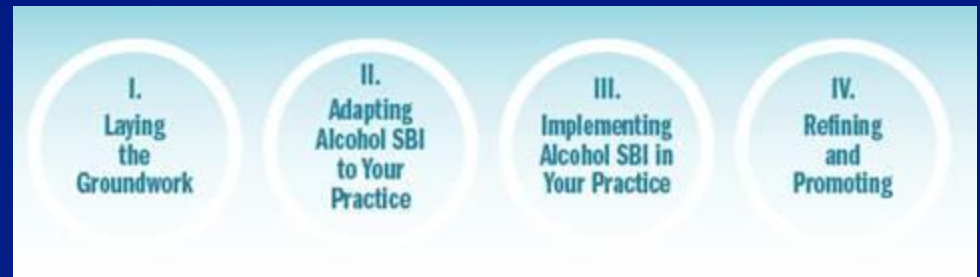 I.
Laying
the
Groundwork
II.
Adapting
Alcohol SBI
to Your
Practice
III.
Implementing
Alcohol SBI in
Your Practice
IV.
Refining
and
Promoting